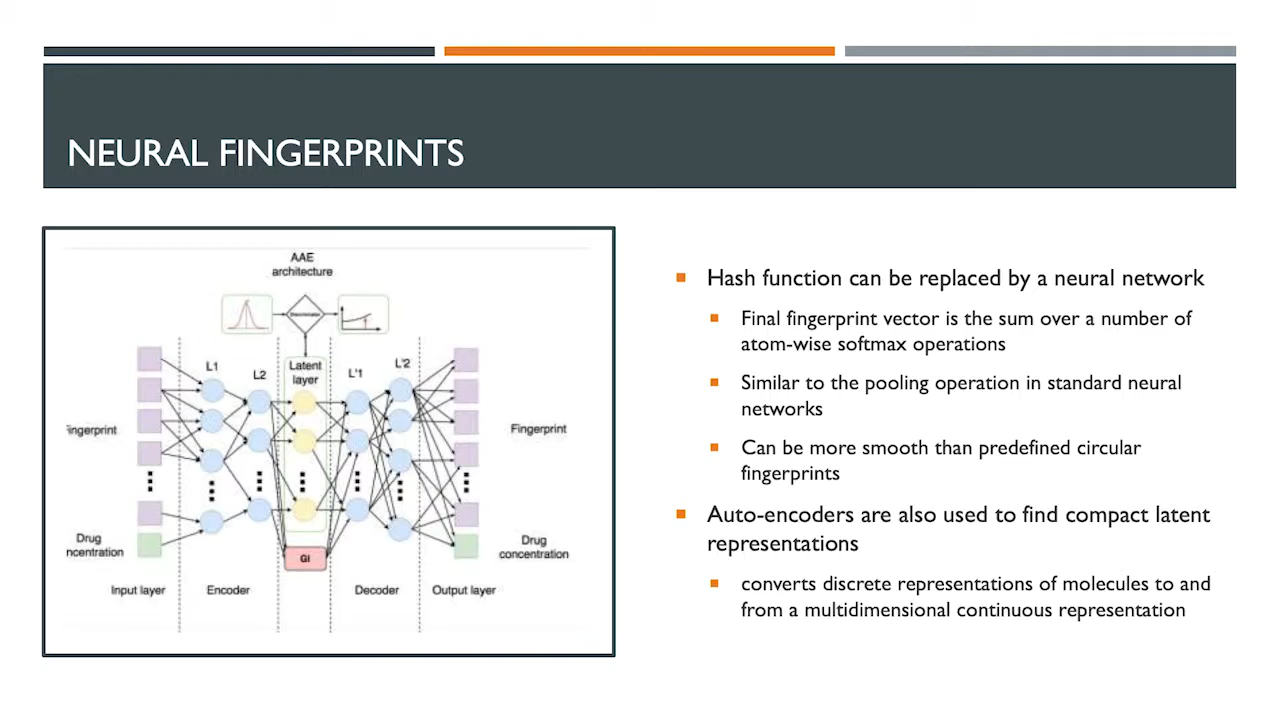 NEURAL FINGERPRINTS
AAE
architecture
Discriminator
L1
L2
Latent
layer
L'1
L'2
ingerprint
Fingerprint
Drug
ncentration
GI
Drug
concentration
Input layer
Encoder
Decoder
Output layer
Hash function can be replaced by a neural network
Final fingerprint vector is the sum over a number of
atom-wise softmax operations
Similar to the pooling operation in standard neural
networks
Can be more smooth than predefined circular
fingerprints
Auto-encoders are also used to find compact latent
representations
converts discrete representations of molecules to and
from a multidimensional continuous representation